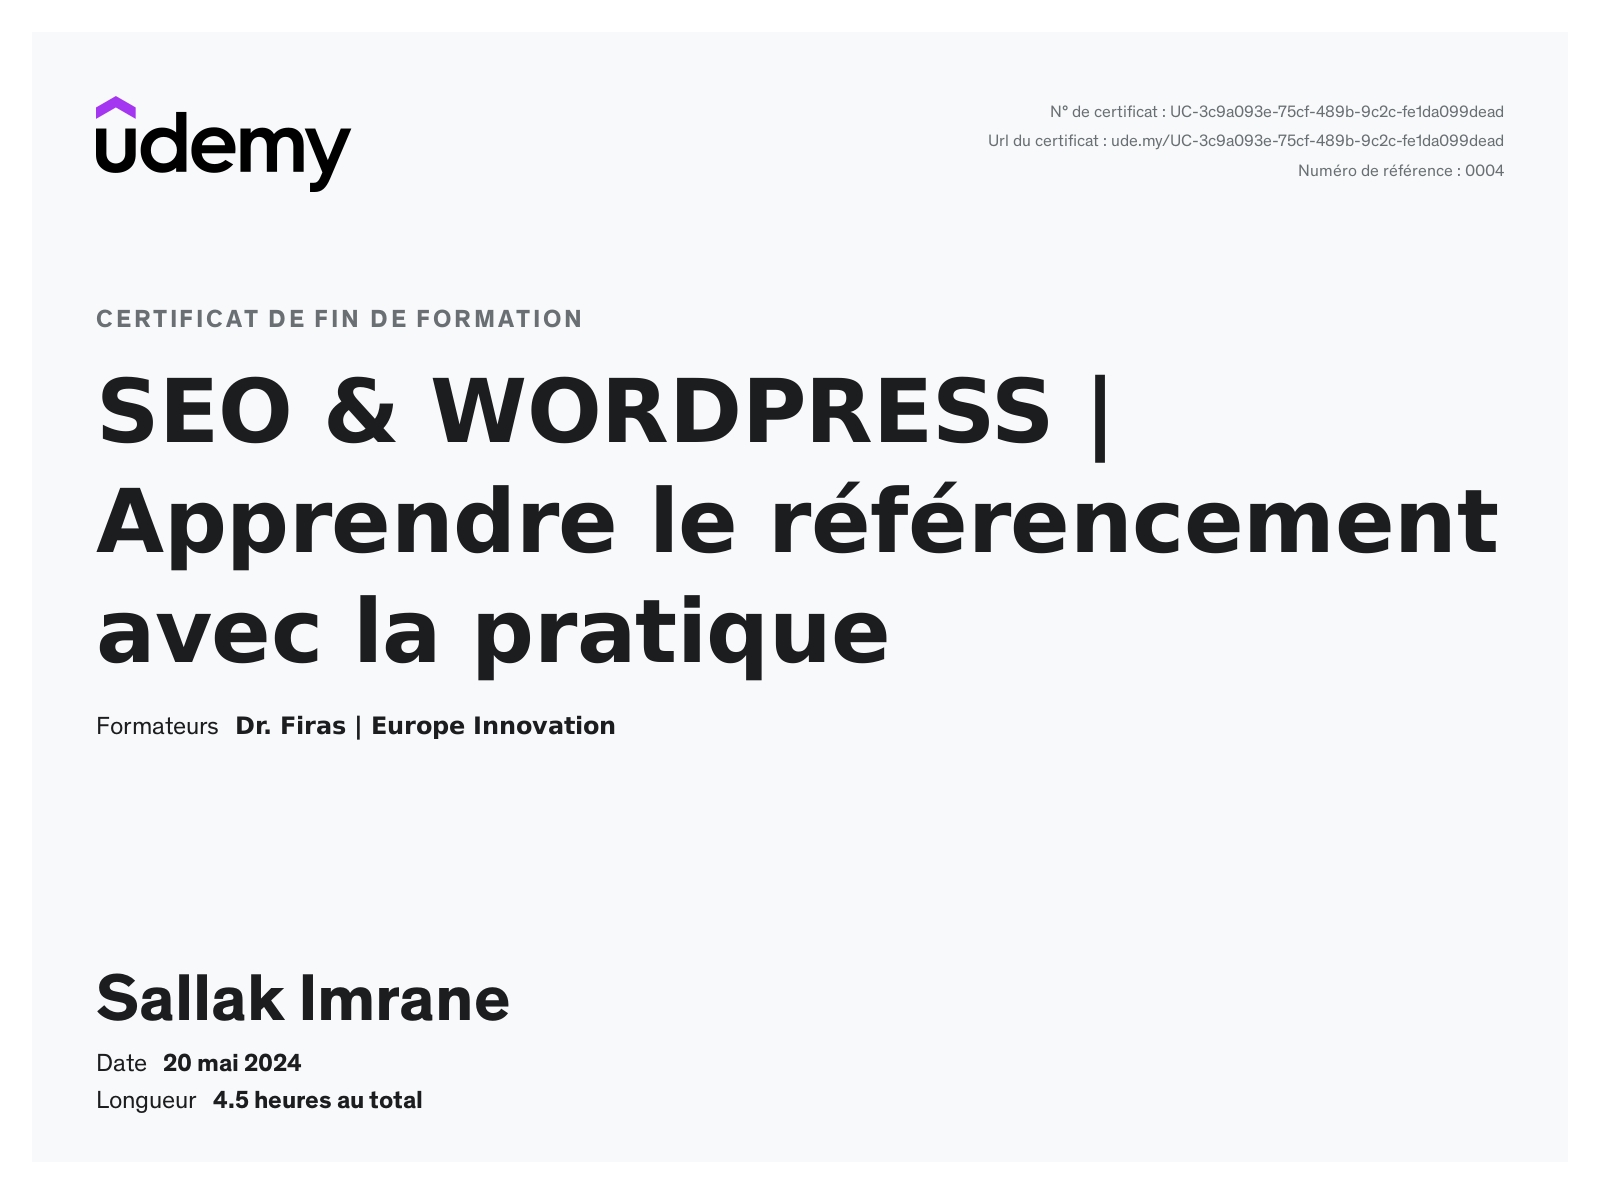 udemy
N° de certificat : UC-3c9a093e-75cf-489b-9c2c-fe1da099dead
Url du certificat : ude.my/UC-3c9a093e-75cf-489b-9c2c-fe1da099dead
Numéro de référence : 0004
CERTIFICAT DE FIN DE FORMATION
SEO & WORDPRESS |
Apprendre le référencement
avec la pratique
Formateurs Dr. Firas | Europe Innovation
Sallak Imrane
Date 20 mai 2024
Longueur 4.5 heures au total